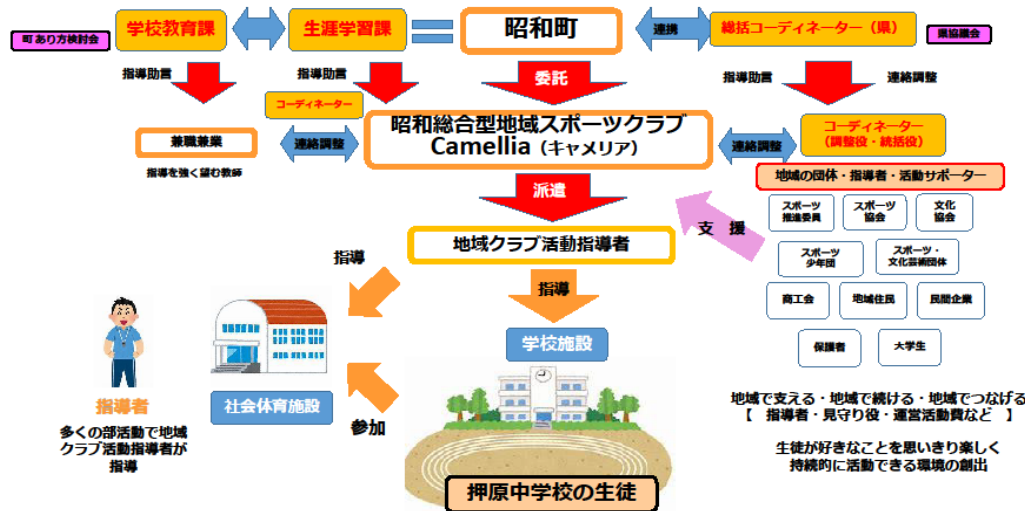 町あり方検討会
学校教育課
生涯学習課
昭和町
連携
総括コーディネーター（県）
県協議会
指導助言
指導助言
委託
指導助言
連絡調整
コーディネーター
兼職兼業
指導を強く望む教師
連絡調整
昭和総合型地域スポーツクラブ
Camellia（キャメリア）
連絡調整
コーディネーター
（調整役・統括役）
派遣
地域の団体・指導者・活動サポーター
スポーツ
推進委員
スポーツ
協会
文化
協会
支　援
地域クラブ活動指導者
スポーツ
少年団
スポーツ・
文化芸術団体
指導
指導
商工会
地域住民
民間企業
学校施設
保護者
大学生
指導者
多くの部活動で地域
クラブ活動指導者が
指導
社会体育施設
参加
押原中学校の生徒
地域で支える・地域で続ける・地域でつなげる
【　指導者・見守り役・運営活動費など　】
生徒が好きなことを思いきり楽しく
持続的に活動できる環境の創出